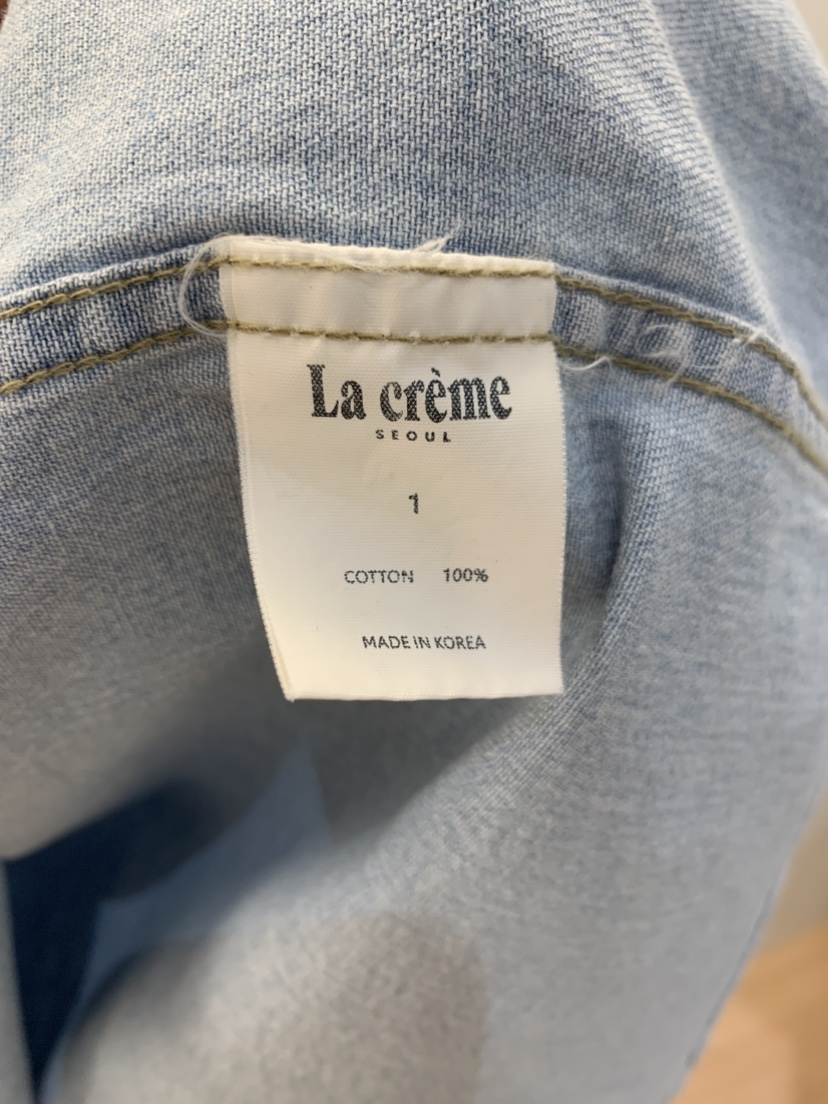 La crème
SEOUL
1
COTTON 100%
MADE IN KOREA